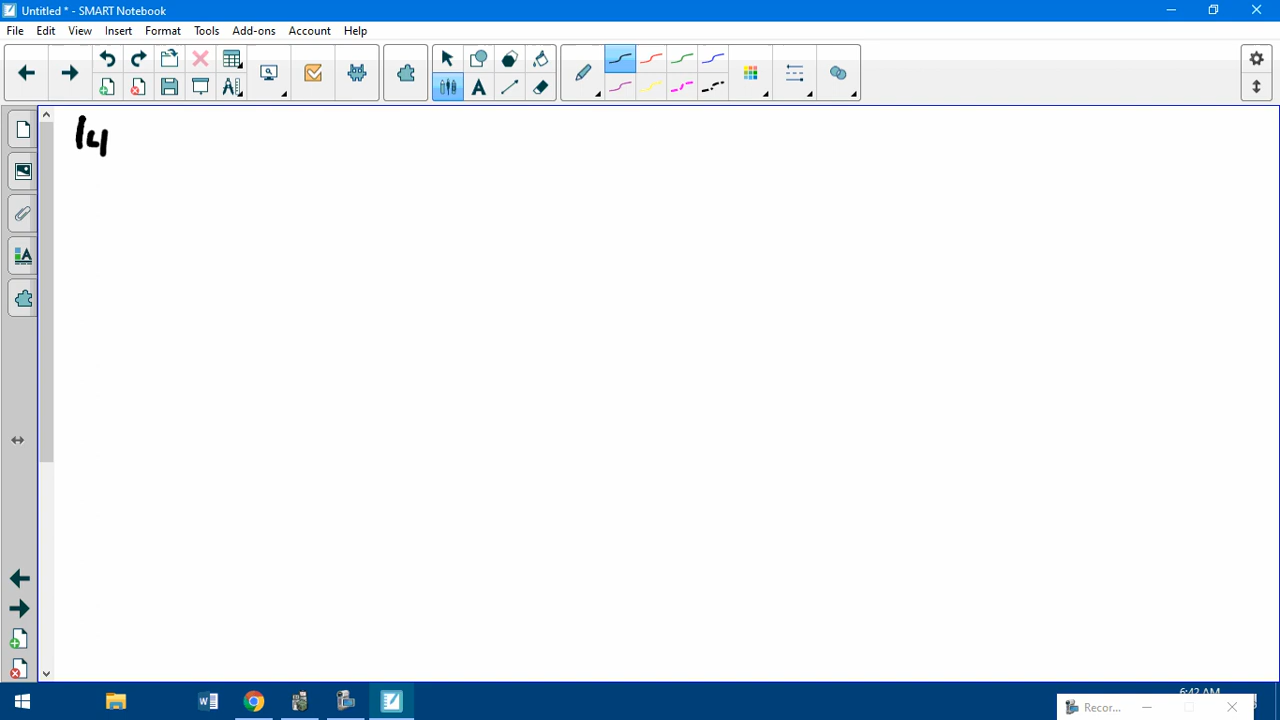 Untitled * - SMART Notebook
File Edit View Insert Format Tools Add-ons Account Help
14
6:42 AM
Recor...